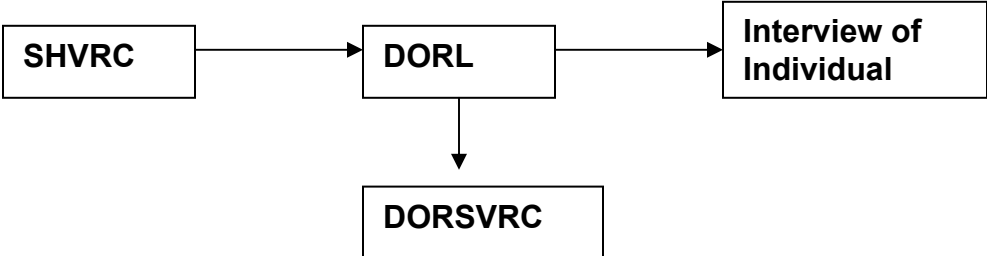 SHVRC
DORL
Interview of
Individual
DORSVRC